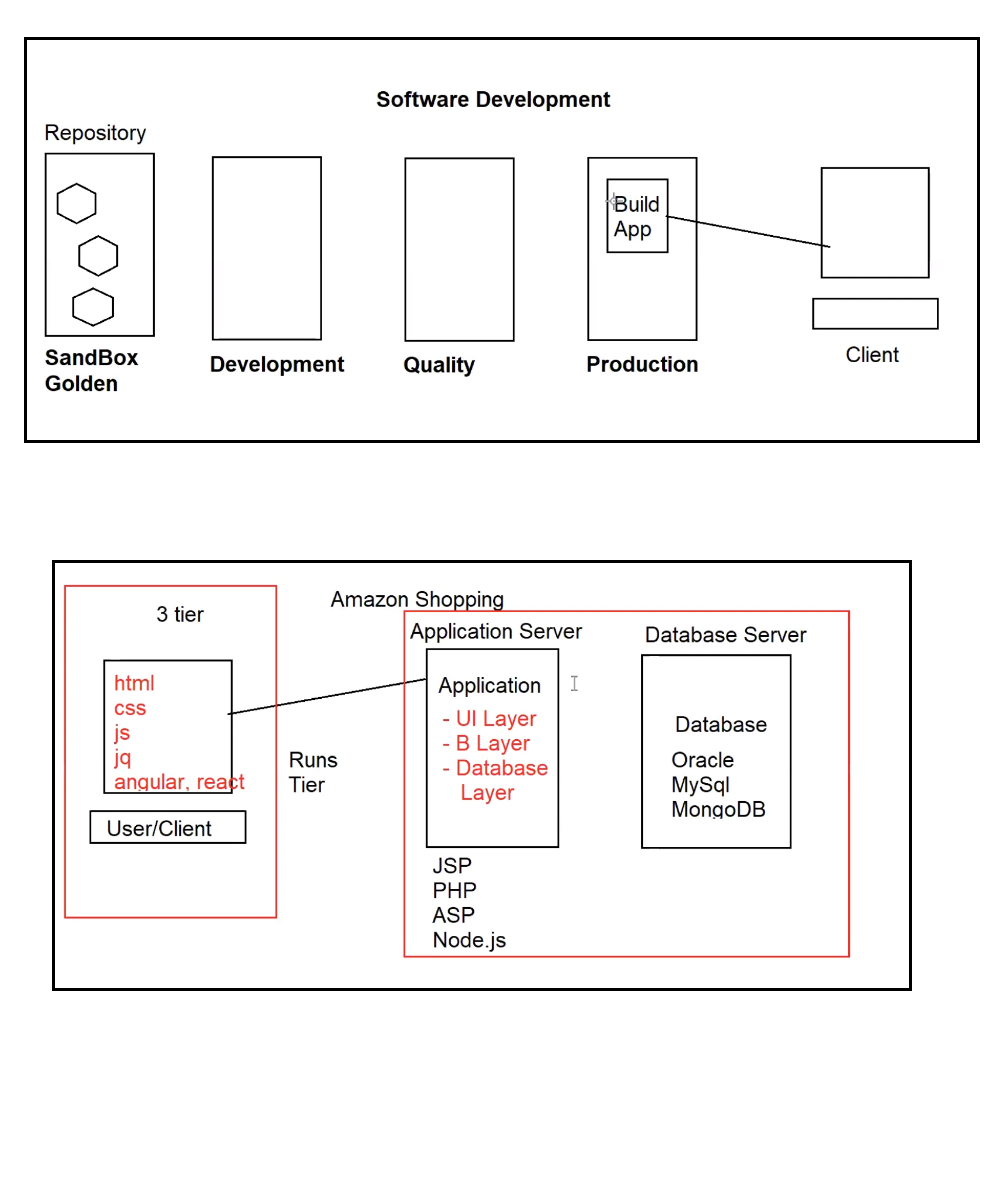 Software Development
Repository
Build
App
SandBox
Golden
Development
Quality
Production
Client
3 tier
Amazon Shopping
Application Server
Database Server
html
css
js
jq
angular, react
User/Client
Runs
Tier
Application
- UI Layer
- B Layer
- Database
Layer
JSP
PHP
ASP
Node.js
Database
Oracle
MySql
MongoDB